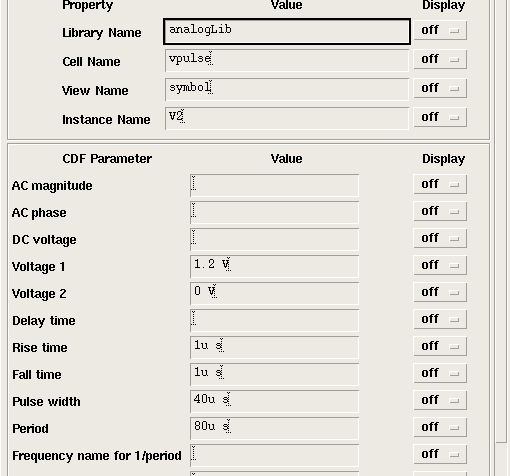 Property Value Display
Library Name analogLib off
Cell Name vpulse off
View Name symbol off
Instance Name V2 off
CDF Parameter Value Display
AC magnitude off
AC phase off
DC voltage off
Voltage 1 1.2 V off
Voltage 2 0 V off
Delay time off
Rise time 1u s off
Fall time 1u s off
Pulse width 40u s off
Period 80u s off
Frequency name for 1/period off